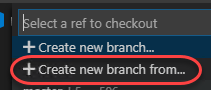 Select a ref to checkout
+ Create new branch...
+ Create new branch from...